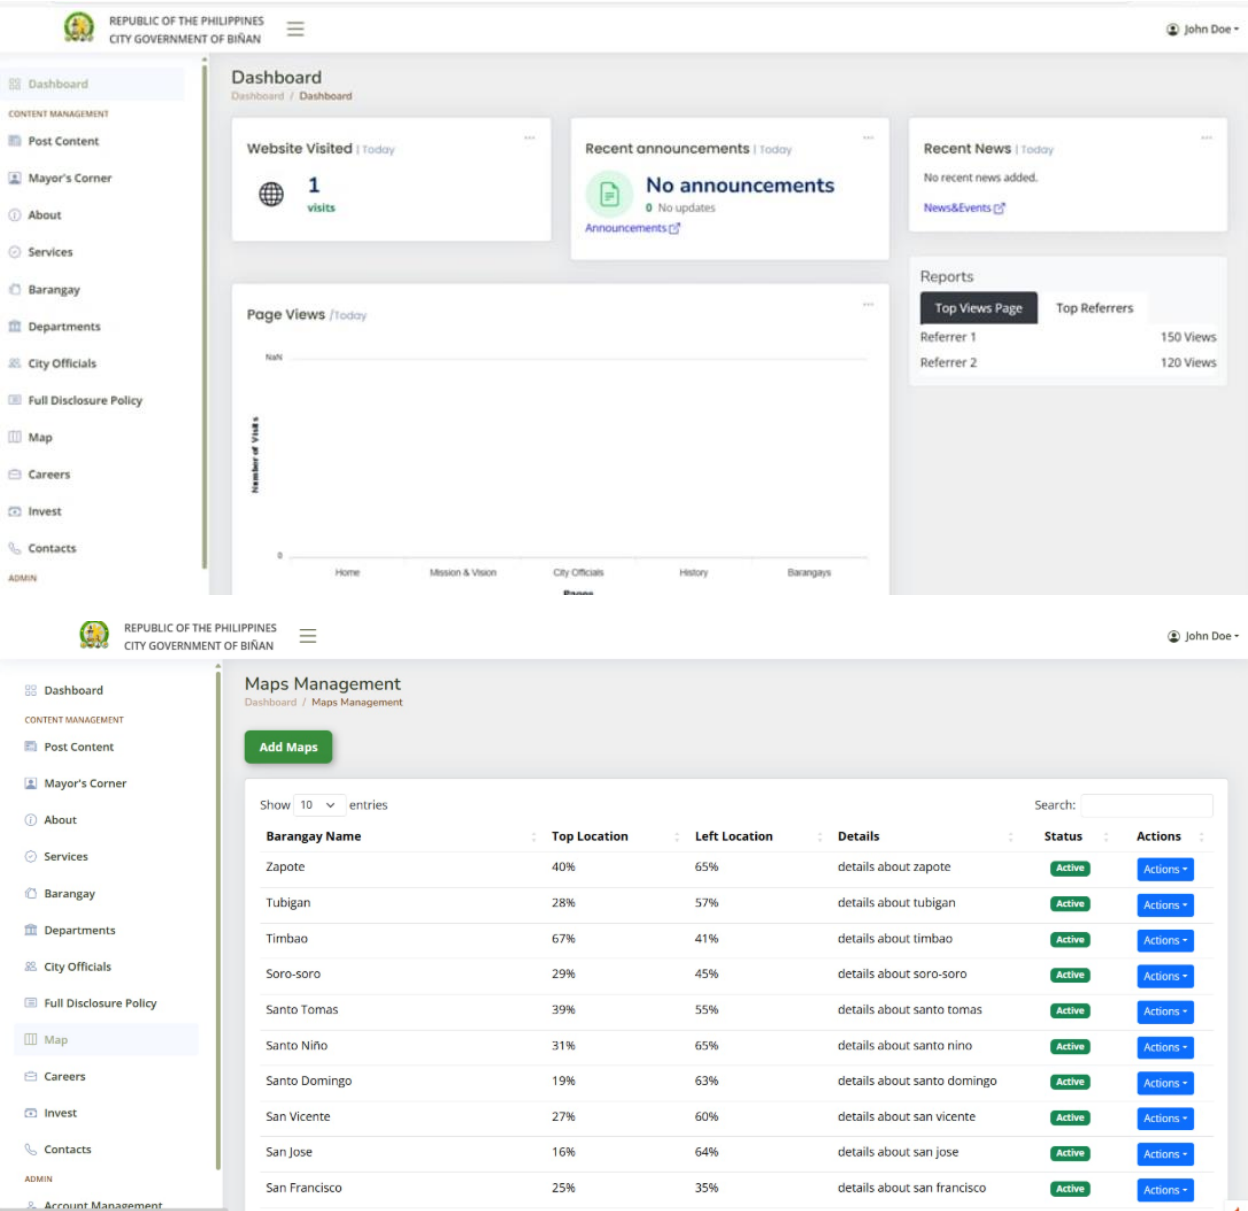 REPUBLIC OF THE PHILIPPINES
CITY GOVERNMENT OF BIÑAN
John Doe
Dashboard
CONTENT MANAGEMENT
Post Content
Mayor's Corner
About
Services
Barangay
Departments
City Officials
Full Disclosure Policy
Map
Careers
Invest
Contacts
ADMIN
Dashboard
Dashboard / Dashboard
Website Visited | Today
1
visits
Recent announcements | Today
No announcements
0 No updates
Announcements
Recent News | Today
No recent news added.
News&Events
Page Views /Today
NaN
Number of Visits
0
Home Mission & Vision City Officials History Barangays
Pages
Reports
Top Views Page Top Referrers
Referrer 1 150 Views
Referrer 2 120 Views
REPUBLIC OF THE PHILIPPINES
CITY GOVERNMENT OF BIÑAN
John Doe
Dashboard
CONTENT MANAGEMENT
Post Content
Mayor's Corner
About
Services
Barangay
Departments
City Officials
Full Disclosure Policy
Map
Careers
Invest
Contacts
ADMIN
Account Management
Maps Management
Dashboard / Maps Management
Add Maps
Show 10 entries Search:
Barangay Name Top Location Left Location Details Status Actions
Zapote 40% 65% details about zapote Active Actions
Tubigan 28% 57% details about tubigan Active Actions
Timbao 67% 41% details about timbao Active Actions
Soro-soro 29% 45% details about soro-soro Active Actions
Santo Tomas 39% 55% details about santo tomas Active Actions
Santo Niño 31% 65% details about santo nino Active Actions
Santo Domingo 19% 63% details about santo domingo Active Actions
San Vicente 27% 60% details about san vicente Active Actions
San Jose 16% 64% details about san jose Active Actions
San Francisco 25% 35% details about san francisco Active Actions